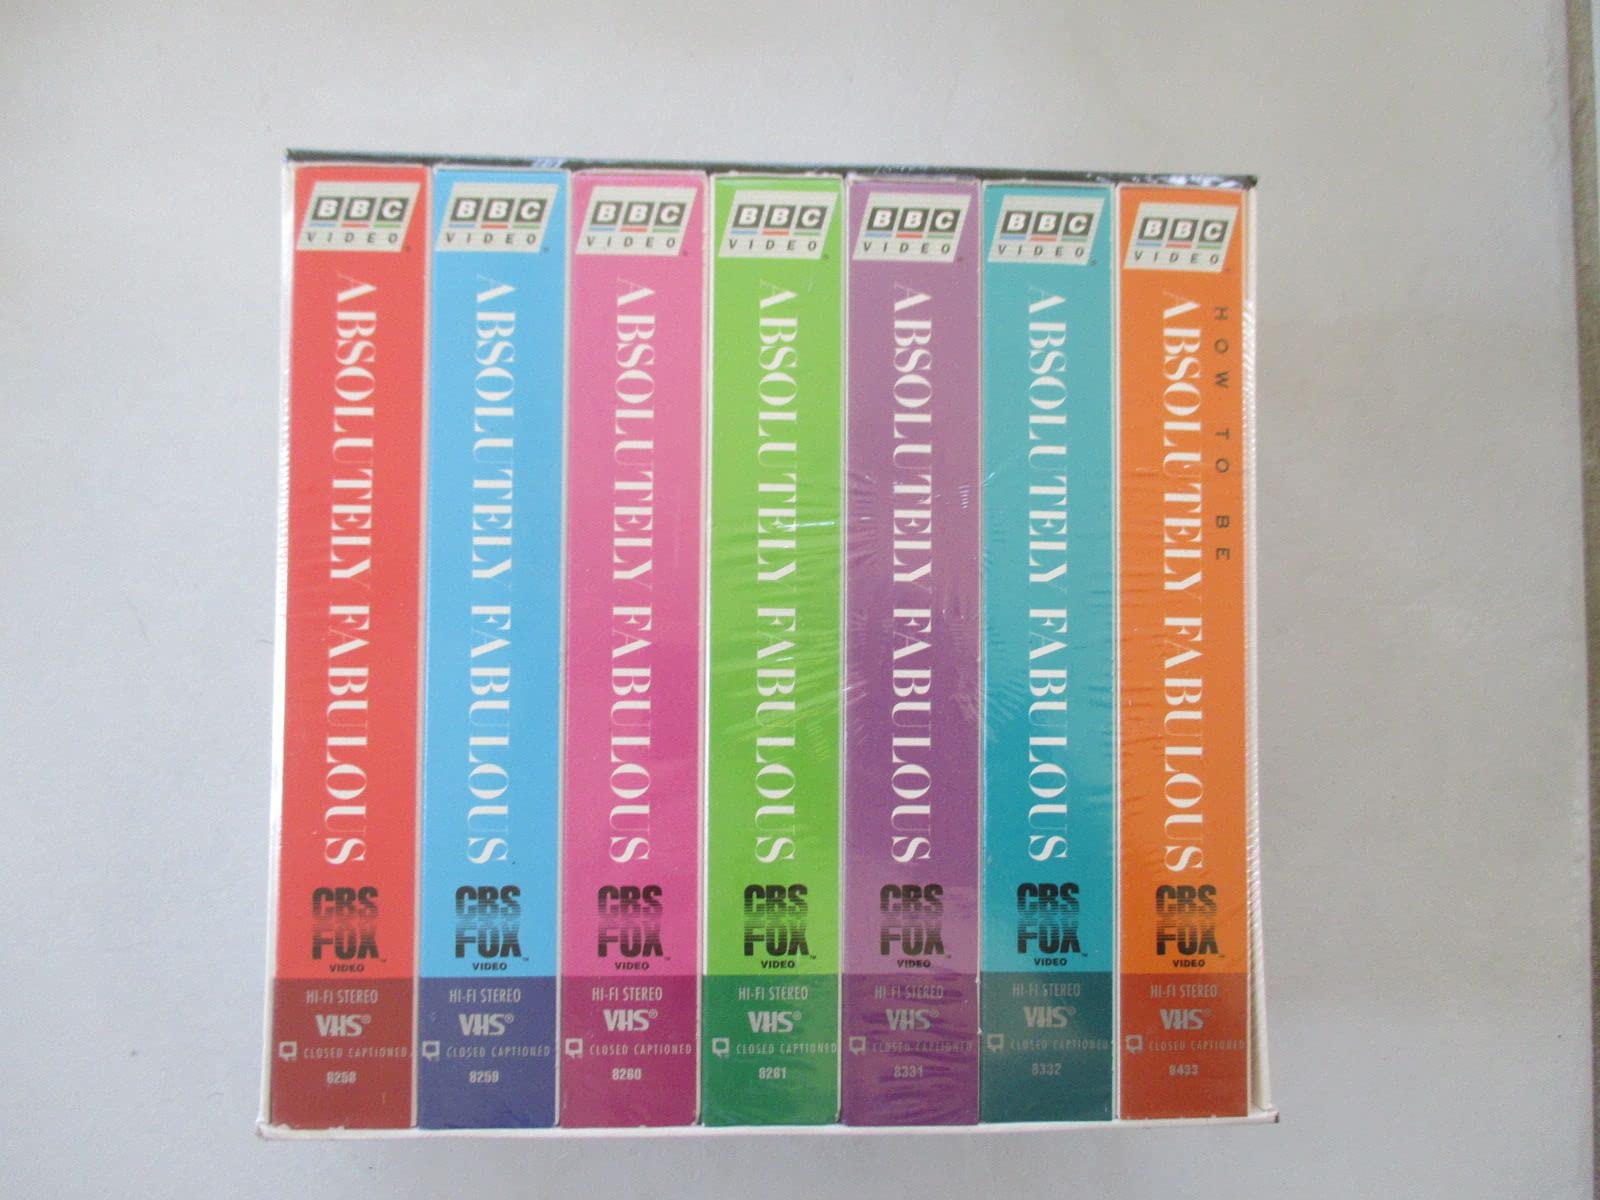 BBC
VIDEO
ABSOLUTELY FABULOUS
CBS
FOX
VIDEO
HI-FI STEREO
VHS®
CLOSED CAPTIONED
8258
BBC
VIDEO
ABSOLUTELY FABULOUS
CBS
FOX
VIDEO
HI-FI STEREO
VHS®
CLOSED CAPTIONED
8259
BBC
VIDEO
ABSOLUTELY FABULOUS
CBS
FOX
VIDEO
HI-FI STEREO
VHS®
CLOSED CAPTIONED
8260
BBC
VIDEO
ABSOLUTELY FABULOUS
CBS
FOX
VIDEO
HI-FI STEREO
VHS®
CLOSED CAPTIONED
8261
BBC
VIDEO
ABSOLUTELY FABULOUS
CBS
FOX
VIDEO
HI-FI STEREO
VHS®
CLOSED CAPTIONED
8331
BBC
VIDEO
ABSOLUTELY FABULOUS
CBS
FOX
VIDEO
HI-FI STEREO
VHS®
CLOSED CAPTIONED
8332
BBC
VIDEO
HOW TO BE
ABSOLUTELY FABULOUS
CBS
FOX
VIDEO
HI-FI STEREO
VHS®
CLOSED CAPTIONED
8433